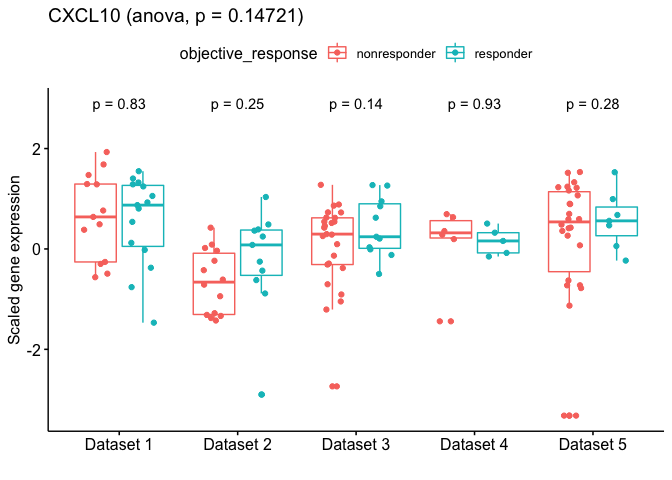 CXCL10 (anova, p = 0.14721)
objective_response nonresponder responder
p = 0.83 p = 0.25 p = 0.14 p = 0.93 p = 0.28
Scaled gene expression
2
0
-2
Dataset 1 Dataset 2 Dataset 3 Dataset 4 Dataset 5